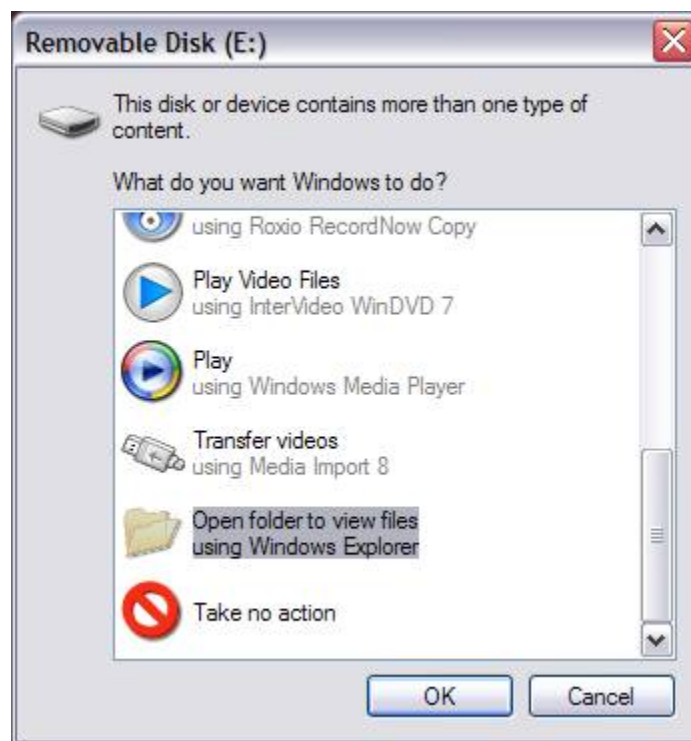 Removable Disk (E:)
This disk or device contains more than one type of
content.
What do you want Windows to do?
using Roxio RecordNow Copy
Play Video Files
using InterVideo WinDVD 7
Play
using Windows Media Player
Transfer videos
using Media Import 8
Open folder to view files
using Windows Explorer
Take no action
OK
Cancel